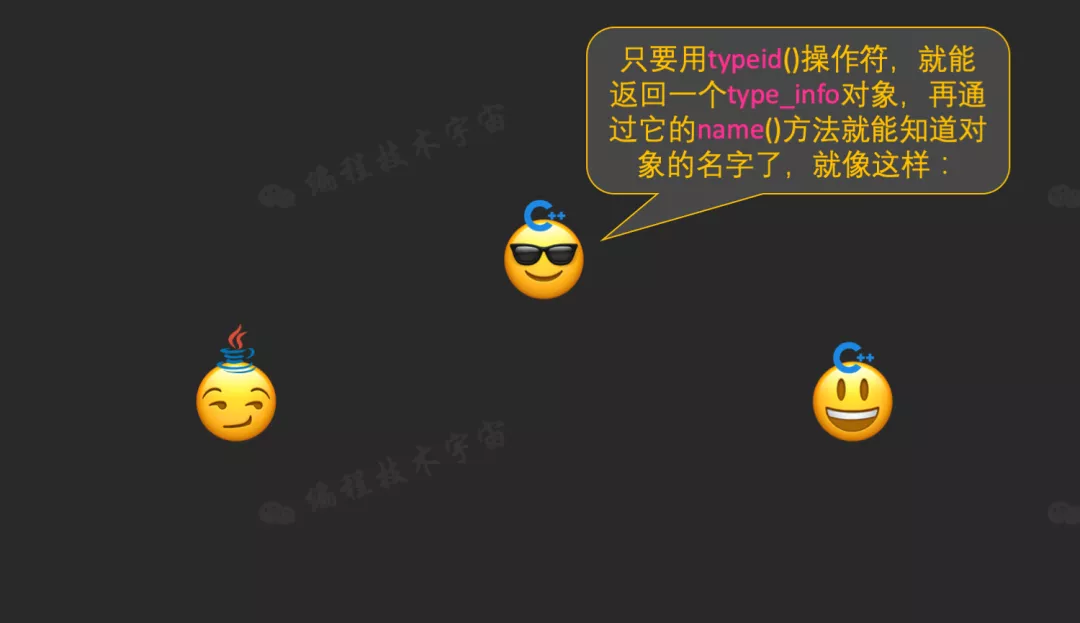 只要用typeid()操作符，就能
返回一个type_info对象，再通
过它的name()方法就能知道对
象的名字了，就像这样：
编程技术宇宙
C++
C++
编程技术宇宙